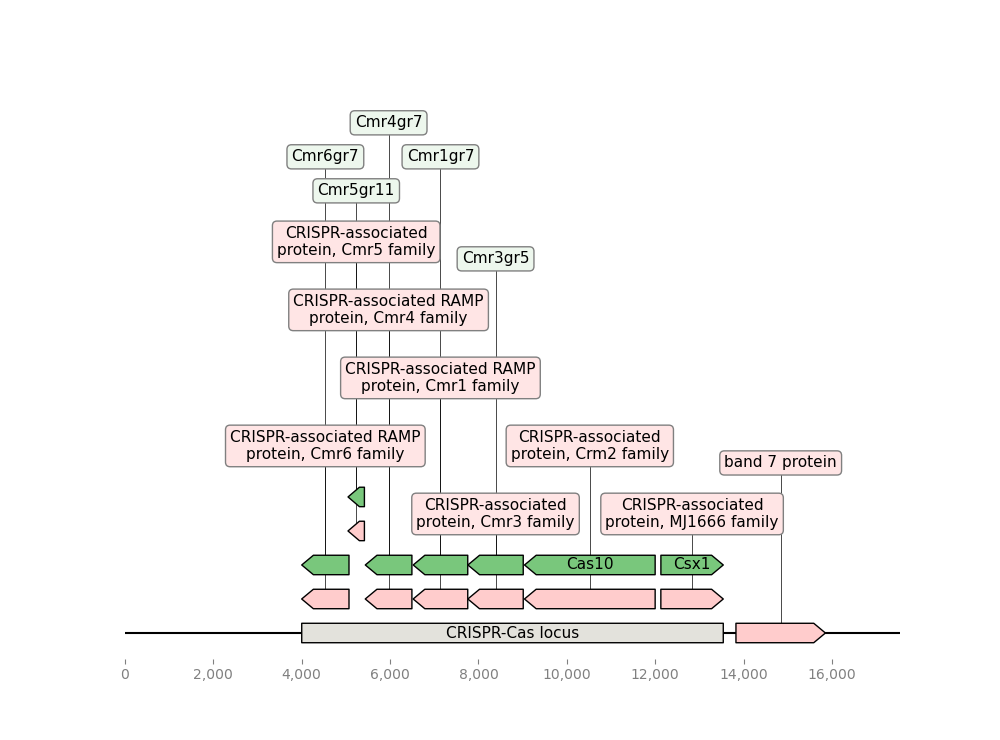 Cmr4gr7
Cmr6gr7
Cmr1gr7
Cmr5gr11
CRISPR-associated
protein, Cmr5 family
Cmr3gr5
CRISPR-associated RAMP
protein, Cmr4 family
CRISPR-associated RAMP
protein, Cmr1 family
CRISPR-associated RAMP
protein, Cmr6 family
CRISPR-associated
protein, Crm2 family
band 7 protein
CRISPR-associated
protein, Cmr3 family
CRISPR-associated
protein, MJ1666 family
Cas10
Csx1
CRISPR-Cas locus
0
2,000
4,000
6,000
8,000
10,000
12,000
14,000
16,000